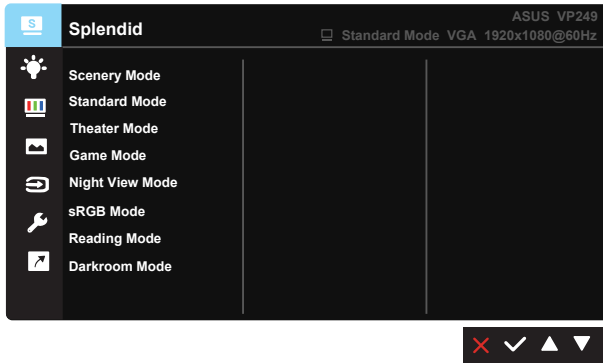 S
Splendid
ASUS VP249
Standard Mode VGA 1920x1080@60Hz
Scenery Mode
Standard Mode
Theater Mode
Game Mode
Night View Mode
sRGB Mode
Reading Mode
Darkroom Mode